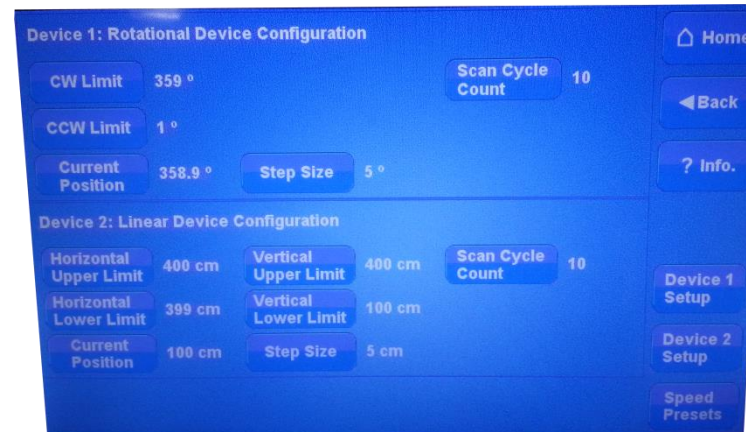 Device 1: Rotational Device Configuration
CW Limit 359 º
Scan Cycle
Count 10
CCW Limit 1 º
Current
Position 358.9 º
Step Size 5 º
Device 2: Linear Device Configuration
Horizontal
Upper Limit 400 cm
Vertical
Upper Limit 400 cm
Scan Cycle
Count 10
Horizontal
Lower Limit 399 cm
Vertical
Lower Limit 100 cm
Current
Position 100 cm
Step Size 5 cm
Home
Back
? Info.
Device 1
Setup
Device 2
Setup
Speed
Presets